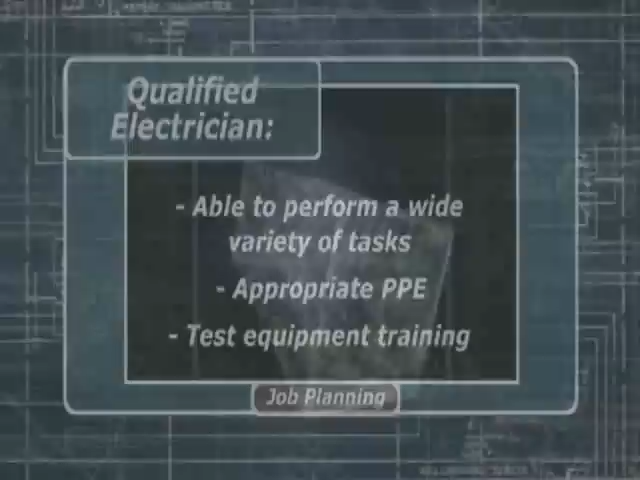 Qualified
Electrician:
- Able to perform a wide
variety of tasks
- Appropriate PPE
- Test equipment training
Job Planning